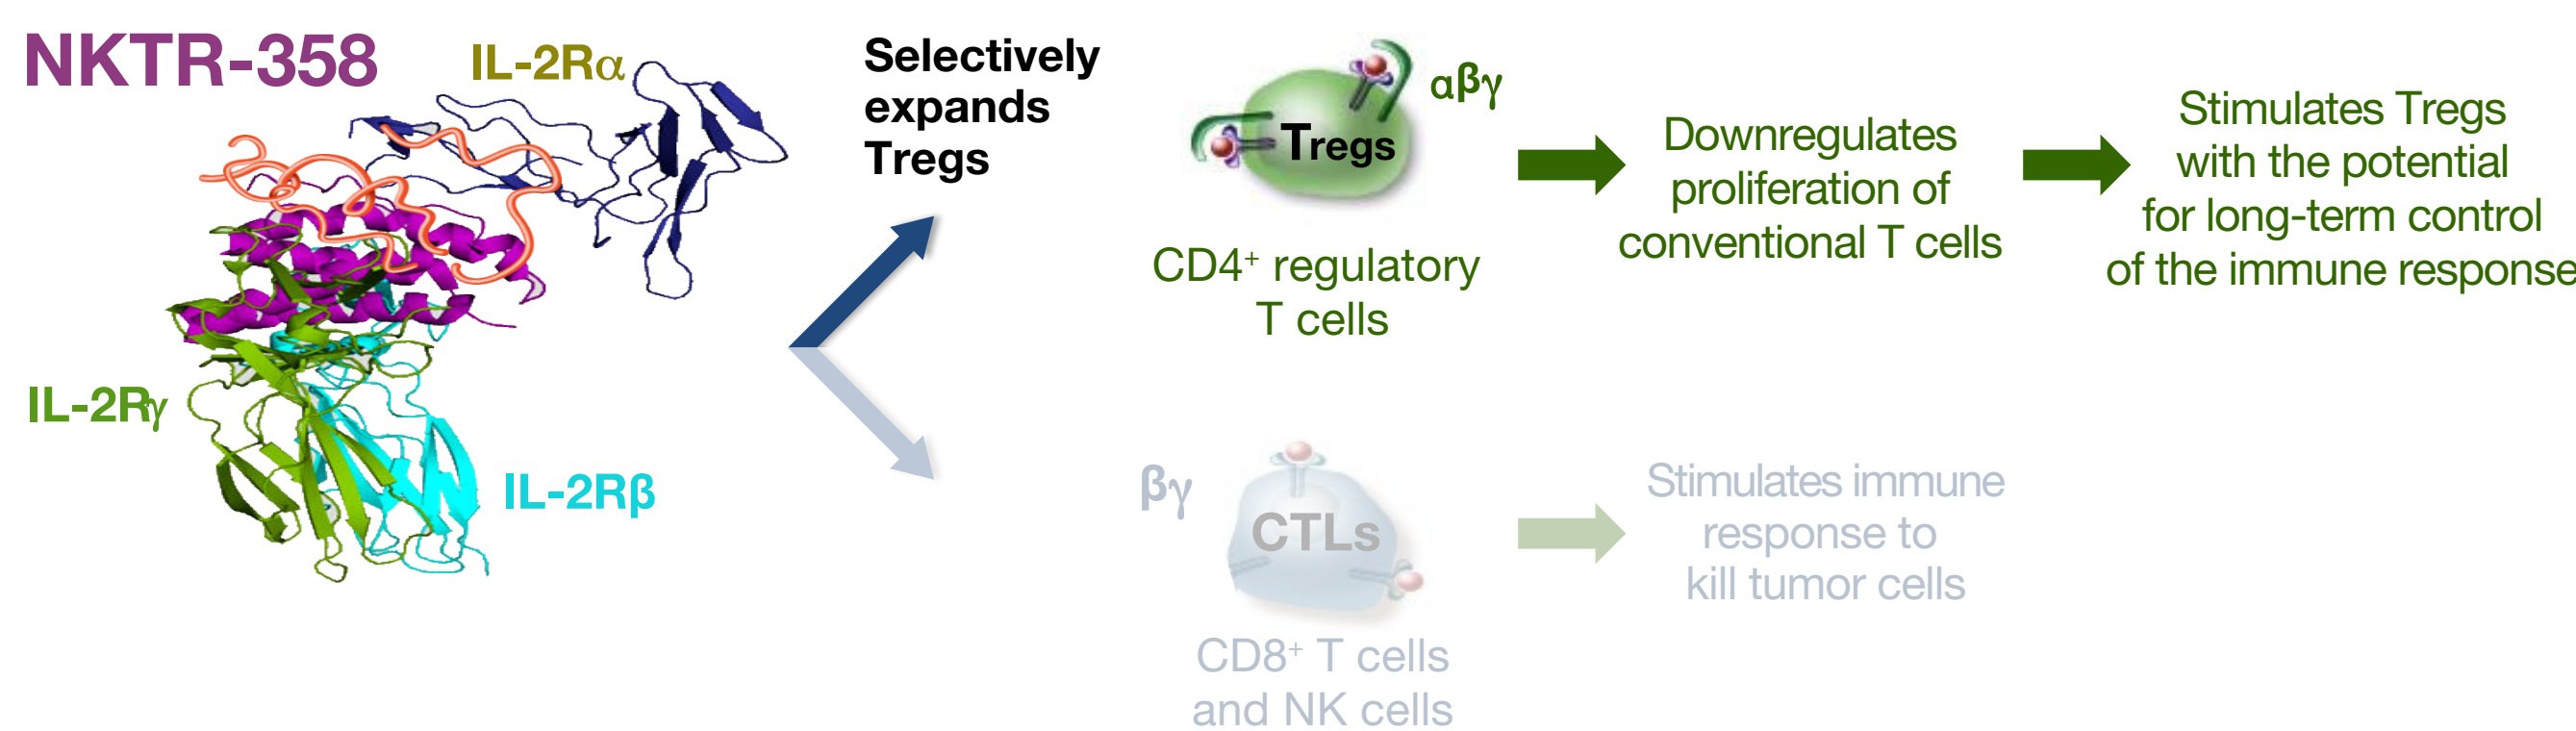 NKTR-358
IL-2Rα
IL-2Rγ
IL-2Rβ
Selectively
expands
Tregs
Tregs
αβγ
CD4⁺ regulatory
T cells
Downregulates
proliferation of
conventional T cells
Stimulates Tregs
with the potential
for long-term control
of the immune response
βγ
CTLs
CD8⁺ T cells
and NK cells
Stimulates immune
response to
kill tumor cells